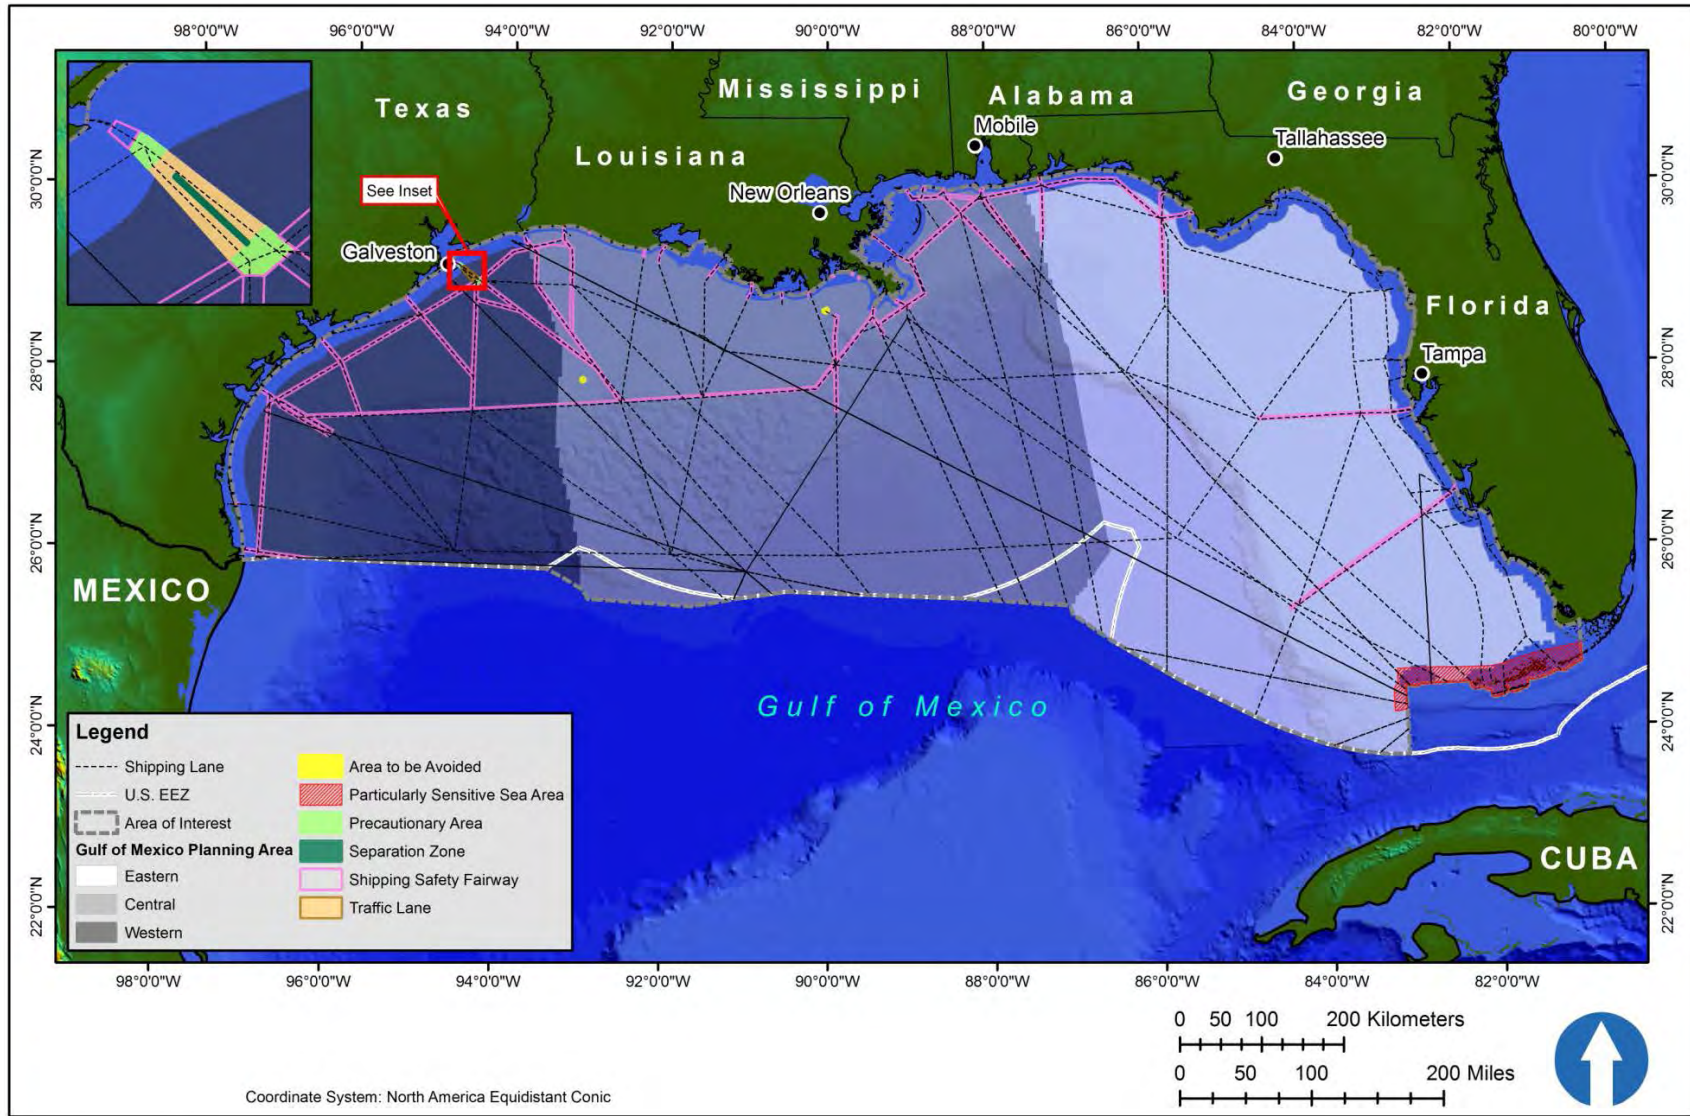 98°0'0"W 96°0'0"W 94°0'0"W 92°0'0"W 90°0'0"W 88°0'0"W 86°0'0"W 84°0'0"W 82°0'0"W 80°0'0"W
Texas
Mississippi
Alabama
Georgia
Mobile
Tallahassee
Louisiana
30°0'0"N
30°0'0"N
See Inset
New Orleans
Galveston
Florida
Tampa
28°0'0"N
28°0'0"N
26°0'0"N
26°0'0"N
MEXICO
Gulf of Mexico
24°0'0"N
24°0'0"N
CUBA
22°0'0"N
22°0'0"N
Legend
Shipping Lane
U.S. EEZ
Area of Interest
Gulf of Mexico Planning Area
Eastern
Central
Western
Area to be Avoided
Particularly Sensitive Sea Area
Precautionary Area
Separation Zone
Shipping Safety Fairway
Traffic Lane
98°0'0"W 96°0'0"W 94°0'0"W 92°0'0"W 90°0'0"W 88°0'0"W 86°0'0"W 84°0'0"W 82°0'0"W
0 50 100 200 Kilometers
0 50 100 200 Miles
Coordinate System: North America Equidistant Conic